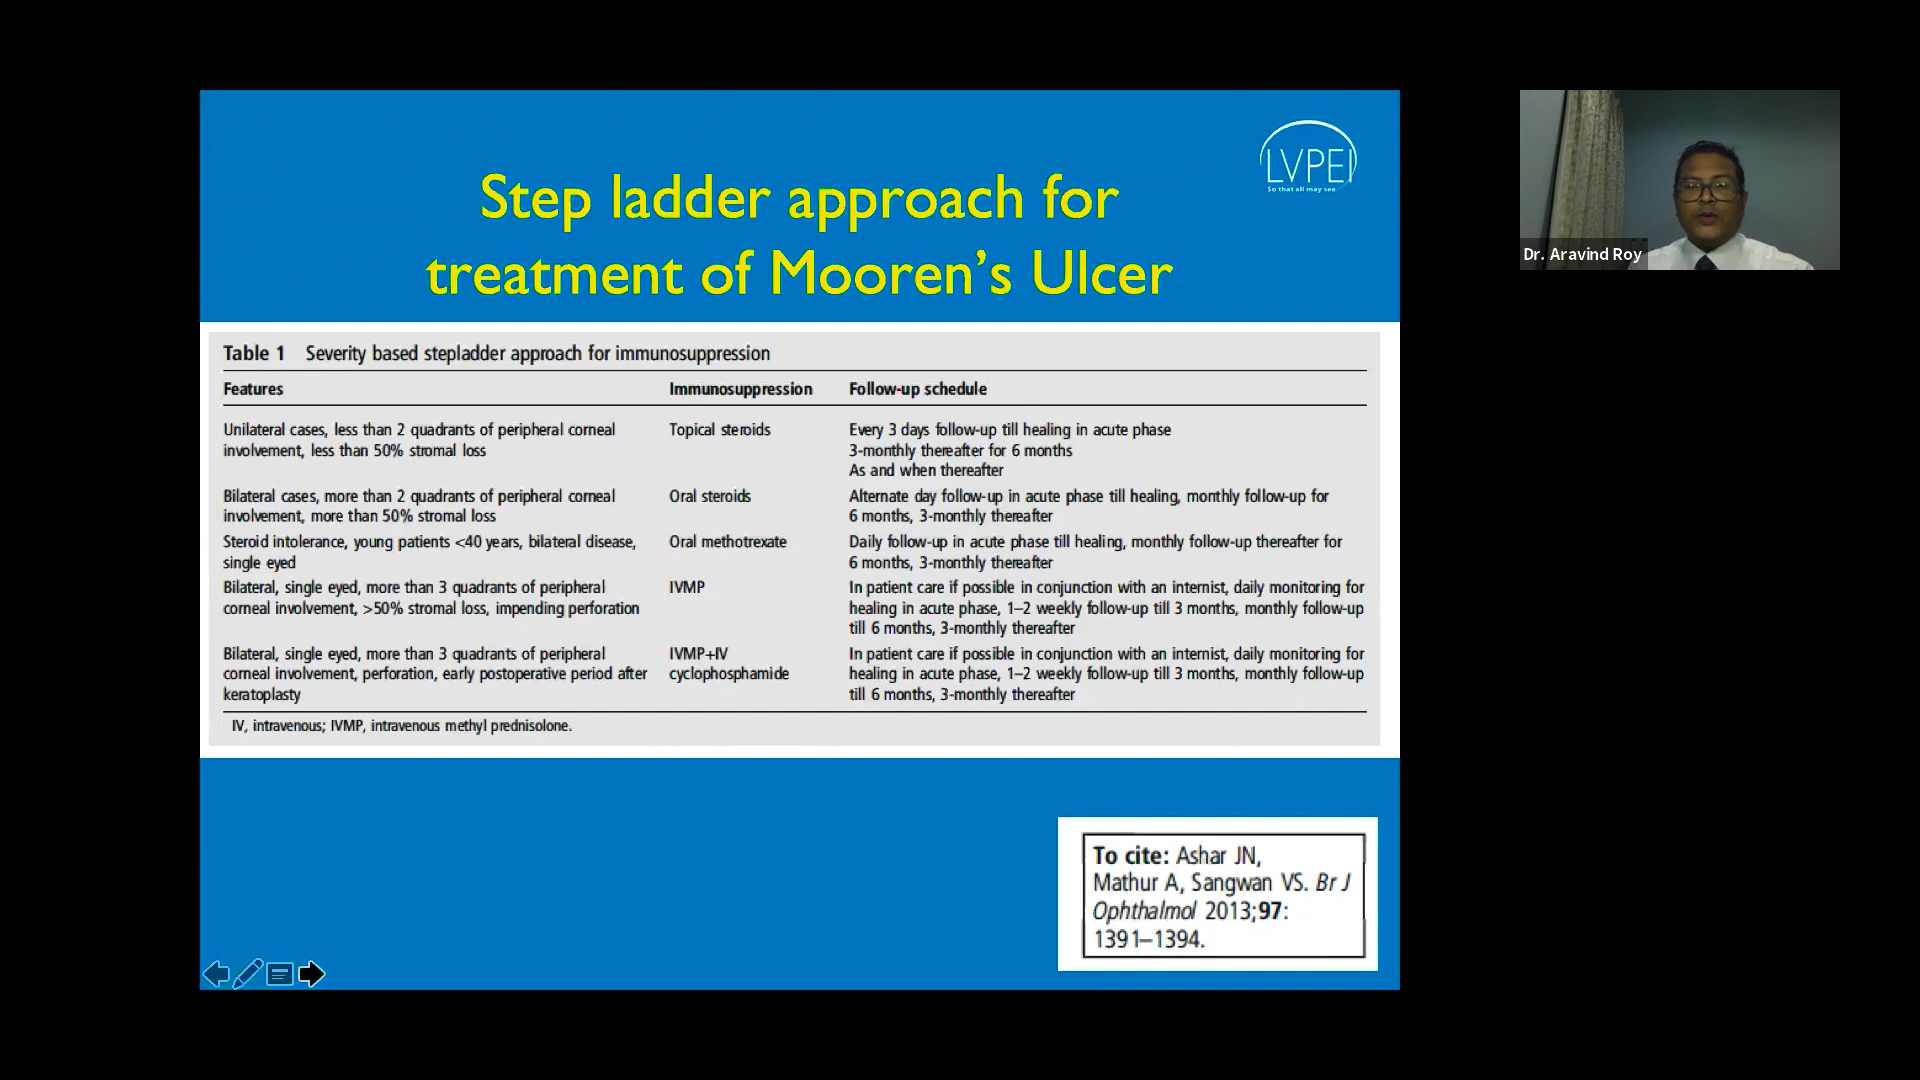 LVPEI
So that all may see
Step ladder approach for
treatment of Mooren's Ulcer
Dr. Aravind Roy
Table 1 Severity based stepladder approach for immunosuppression
Features Immunosuppression Follow-up schedule
Unilateral cases, less than 2 quadrants of peripheral corneal
involvement, less than 50% stromal loss
Topical steroids
Every 3 days follow-up till healing in acute phase
3-monthly thereafter for 6 months
As and when thereafter
Bilateral cases, more than 2 quadrants of peripheral corneal
involvement, more than 50% stromal loss
Oral steroids
Alternate day follow-up in acute phase till healing, monthly follow-up for
6 months, 3-monthly thereafter
Steroid intolerance, young patients <40 years, bilateral disease,
single eyed
Oral methotrexate
Daily follow-up in acute phase till healing, monthly follow-up thereafter for
6 months, 3-monthly thereafter
Bilateral, single eyed, more than 3 quadrants of peripheral
corneal involvement, >50% stromal loss, impending perforation
IVMP
In patient care if possible in conjunction with an internist, daily monitoring for
healing in acute phase, 1–2 weekly follow-up till 3 months, monthly follow-up
till 6 months, 3-monthly thereafter
Bilateral, single eyed, more than 3 quadrants of peripheral
corneal involvement, perforation, early postoperative period after
keratoplasty
IVMP+IV
cyclophosphamide
In patient care if possible in conjunction with an internist, daily monitoring for
healing in acute phase, 1–2 weekly follow-up till 3 months, monthly follow-up
till 6 months, 3-monthly thereafter
IV, intravenous; IVMP, intravenous methyl prednisolone.
To cite: Ashar JN,
Mathur A, Sangwan VS. Br J
Ophthalmol 2013;97:
1391–1394.